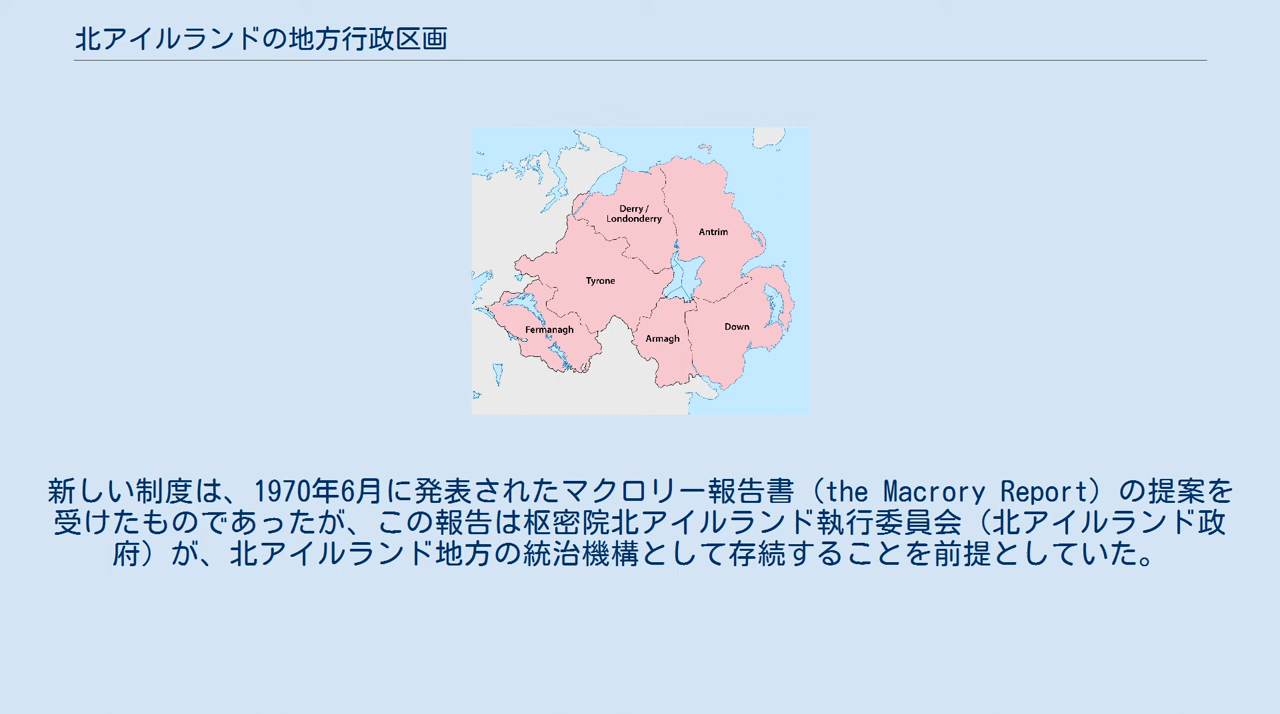 北アイルランドの地方行政区画
Derry /
Londonderry
Antrim
Tyrone
Fermanagh
Armagh
Down
新しい制度は、1970年6月に発表されたマクロリー報告書（the Macrory Report）の提案を
受けたものであったが、この報告は枢密院北アイルランド執行委員会（北アイルランド政
府）が、北アイルランド地方の統治機構として存続することを前提としていた。